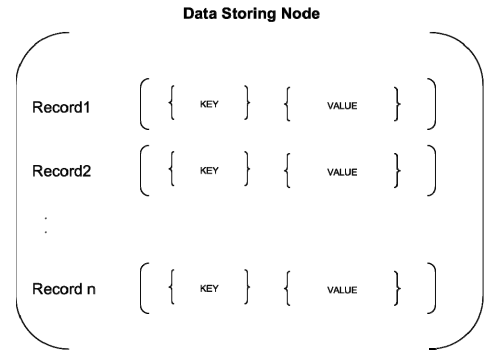 Data Storing Node
Record1 { KEY } { VALUE }
Record2 { KEY } { VALUE }
.
.
Record n { KEY } { VALUE }